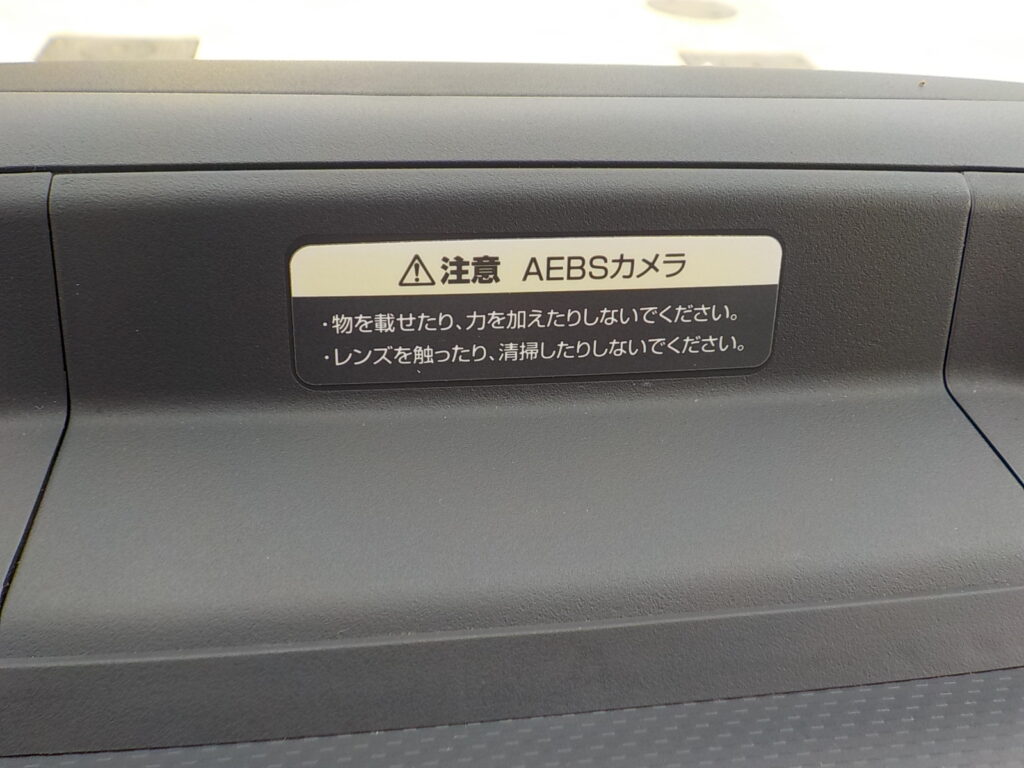 ⚠注意 AEBSカメラ
・物を載せたり、力を加えたりしないでください。
・レンズを触ったり、清掃したりしないでください。